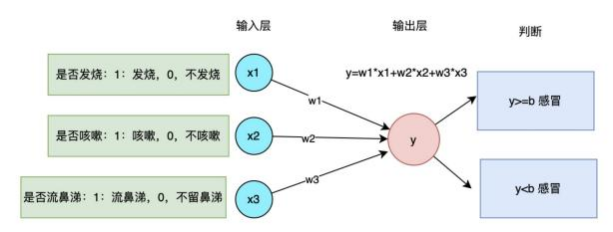 输入层
输出层
判断
是否发烧：1：发烧，0，不发烧
x1
y=w1*x1+w2*x2+w3*x3
y>=b 感冒
w1
是否咳嗽：1：咳嗽，0，不咳嗽
x2
w2
y
w3
是否流鼻涕：1：流鼻涕，0，不留鼻涕
x3
y<b 感冒